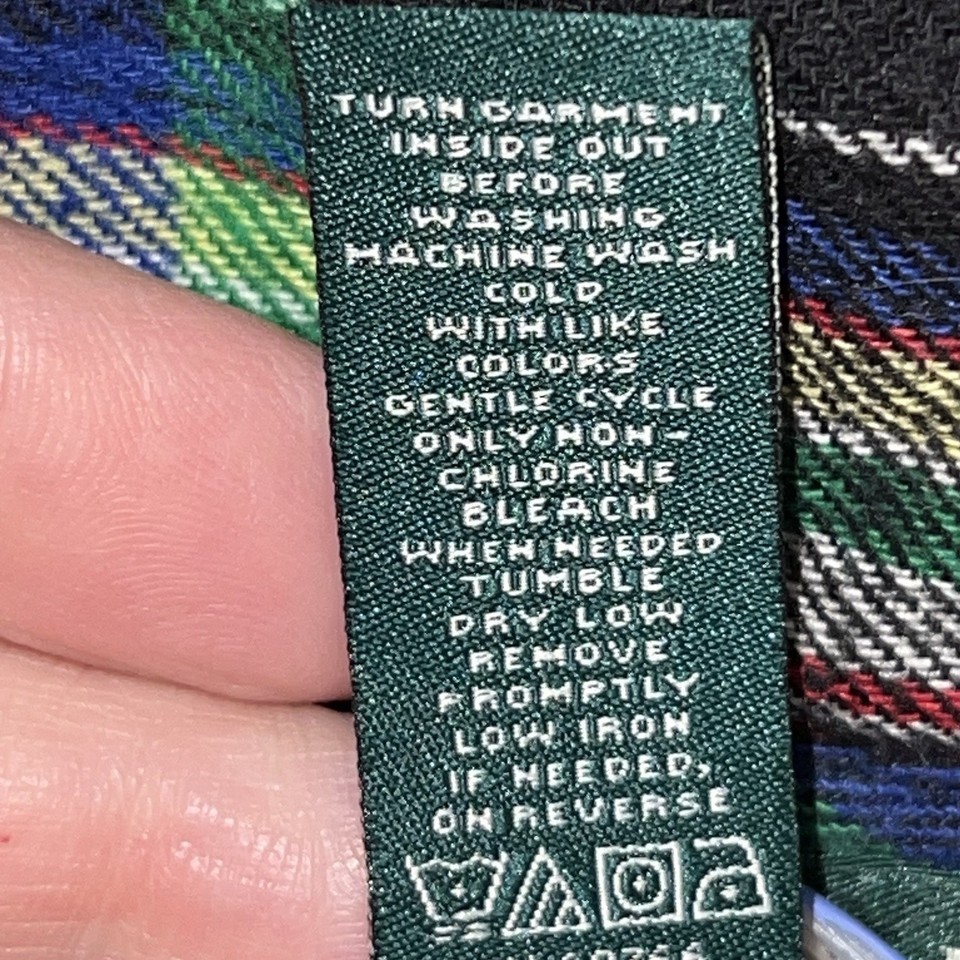 TURN GARMENT
INSIDE OUT
BEFORE
WASHING
MACHINE WASH
COLD
WITH LIKE
COLORS
GENTLE CYCLE
ONLY NON-
CHLORINE
BLEACH
WHEN NEEDED
TUMBLE
DRY LOW
REMOVE
PROMPTLY
LOW IRON
IF NEEDED,
ON REVERSE